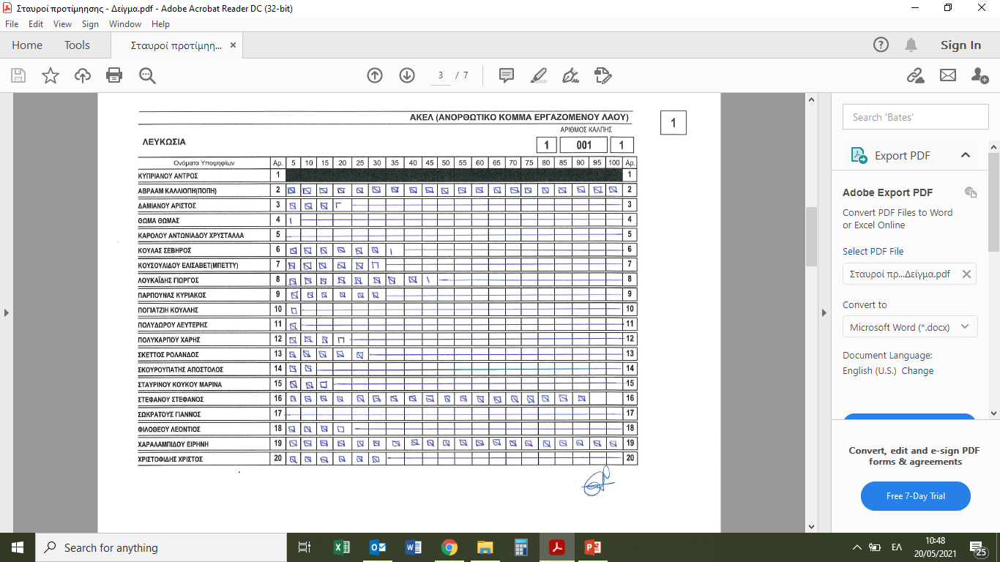 Σταυροί προτίμηησης - Δείγμα.pdf - Adobe Acrobat Reader DC (32-bit)
File Edit View Sign Window Help
Home Tools Σταυροί προτίμηη... × Sign In
3 / 7
ΑΚΕΛ (ΑΝΟΡΘΩΤΙΚΟ ΚΟΜΜΑ ΕΡΓΑΖΟΜΕΝΟΥ ΛΑΟΥ) 1
ΑΡΙΘΜΟΣ ΚΑΛΠΗΣ
ΛΕΥΚΩΣΙΑ 1 001 1
Ονόματα Υποψηφίων Αρ. 5 10 15 20 25 30 35 40 45 50 55 60 65 70 75 80 85 90 95 100 Αρ.
ΚΥΠΡΙΑΝΟΥ ΑΝΤΡΟΣ 1 1
ΑΒΡΑΑΜ ΚΑΛΛΙΟΠΗ(ΠΟΠΗ) 2 2
ΔΑΜΙΑΝΟΥ ΑΡΙΣΤΟΣ 3 3
ΘΩΜΑ ΘΩΜΑΣ 4 4
ΚΑΡΟΛΟΥ ΑΝΤΩΝΙΑΔΟΥ ΧΡΥΣΤΑΛΛΑ 5 5
ΚΟΥΛΑΣ ΣΕΒΗΡΟΣ 6 6
ΚΟΥΣΟΥΛΙΔΟΥ ΕΛΙΣΑΒΕΤ(ΜΠΕΤΤΥ) 7 7
ΛΟΥΚΑΪΔΗΣ ΓΙΩΡΓΟΣ 8 8
ΠΑΡΠΟΥΝΑΣ ΚΥΡΙΑΚΟΣ 9 9
ΠΟΓΙΑΤΖΗ ΚΟΥΛΛΗΣ 10 10
ΠΟΛΥΔΩΡΟΥ ΛΕΥΤΕΡΗΣ 11 11
ΠΟΛΥΚΑΡΠΟΥ ΧΑΡΗΣ 12 12
ΣΚΕΤΤΟΣ ΡΟΛΑΝΔΟΣ 13 13
ΣΚΟΥΡΟΥΠΑΤΗΣ ΑΠΟΣΤΟΛΟΣ 14 14
ΣΤΑΥΡΙΝΟΥ ΚΟΥΚΟΥ ΜΑΡΙΝΑ 15 15
ΣΤΕΦΑΝΟΥ ΣΤΕΦΑΝΟΣ 16 16
ΣΩΚΡΑΤΟΥΣ ΓΙΑΝΝΟΣ 17 17
ΦΙΛΟΘΕΟΥ ΛΕΟΝΤΙΟΣ 18 18
ΧΑΡΑΛΑΜΠΙΔΟΥ ΕΙΡΗΝΗ 19 19
ΧΡΙΣΤΟΦΙΔΗΣ ΧΡΙΣΤΟΣ 20 20
Search 'Bates'
Export PDF
Adobe Export PDF
Convert PDF Files to Word
or Excel Online
Select PDF File
Σταυροί πρ...Δείγμα.pdf
Convert to
Microsoft Word (*.docx)
Document Language:
English (U.S.) Change
Convert, edit and e-sign PDF
forms & agreements
Free 7-Day Trial
Search for anything
ΕΛ 10:48
20/05/2021 25